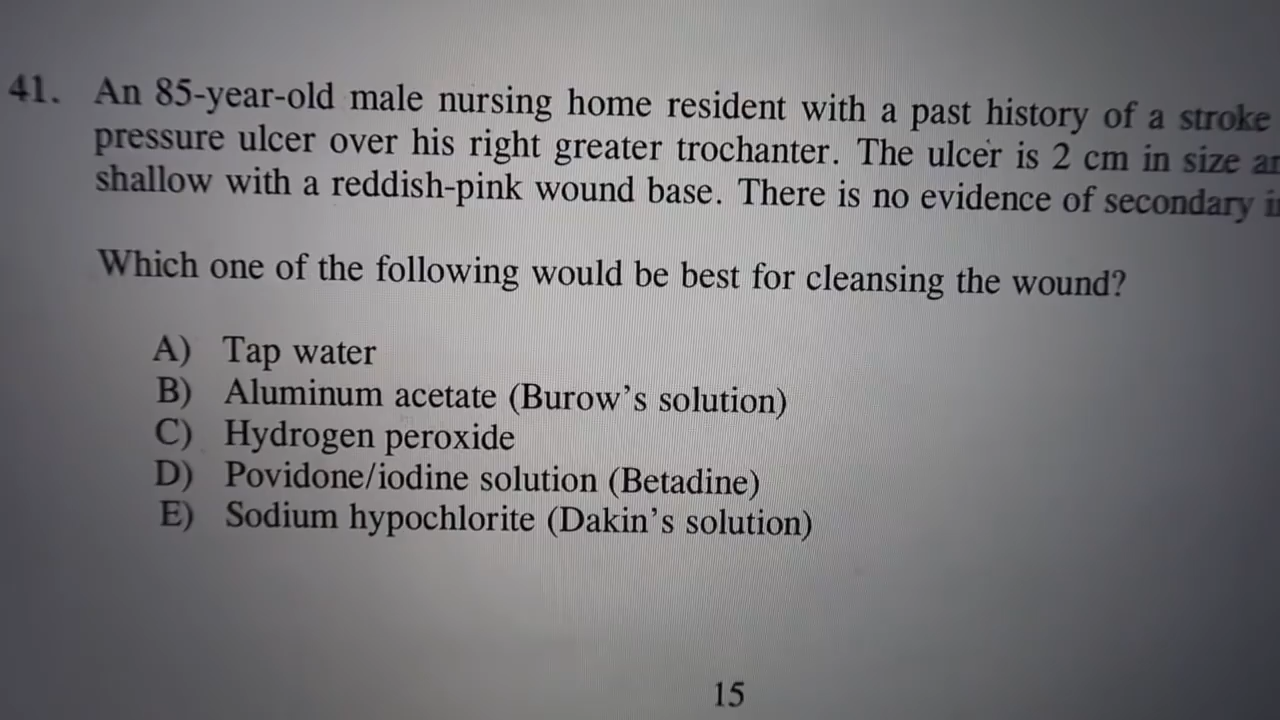 41. An 85-year-old male nursing home resident with a past history of a stroke
pressure ulcer over his right greater trochanter. The ulcer is 2 cm in size
shallow with a reddish-pink wound base. There is no evidence of secondary
Which one of the following would be best for cleansing the wound?
A) Tap water
B) Aluminum acetate (Burow's solution)
C) Hydrogen peroxide
D) Povidone/iodine solution (Betadine)
E) Sodium hypochlorite (Dakin's solution)
15